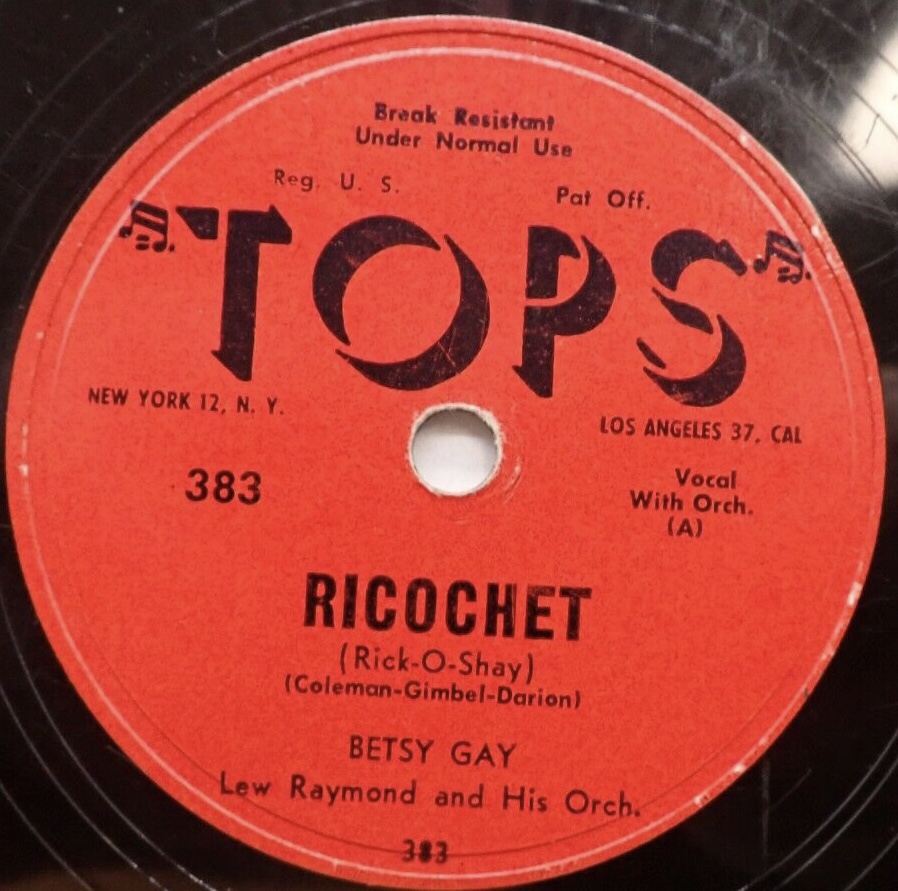 Break Resistant
Under Normal Use
Reg. U. S. Pat Off.
TOPS
NEW YORK 12, N. Y.
LOS ANGELES 37, CAL
383
Vocal
With Orch.
(A)
RICOCHET
(Rick-O-Shay)
(Coleman-Gimbel-Darion)
BETSY GAY
Lew Raymond and His Orch.
383